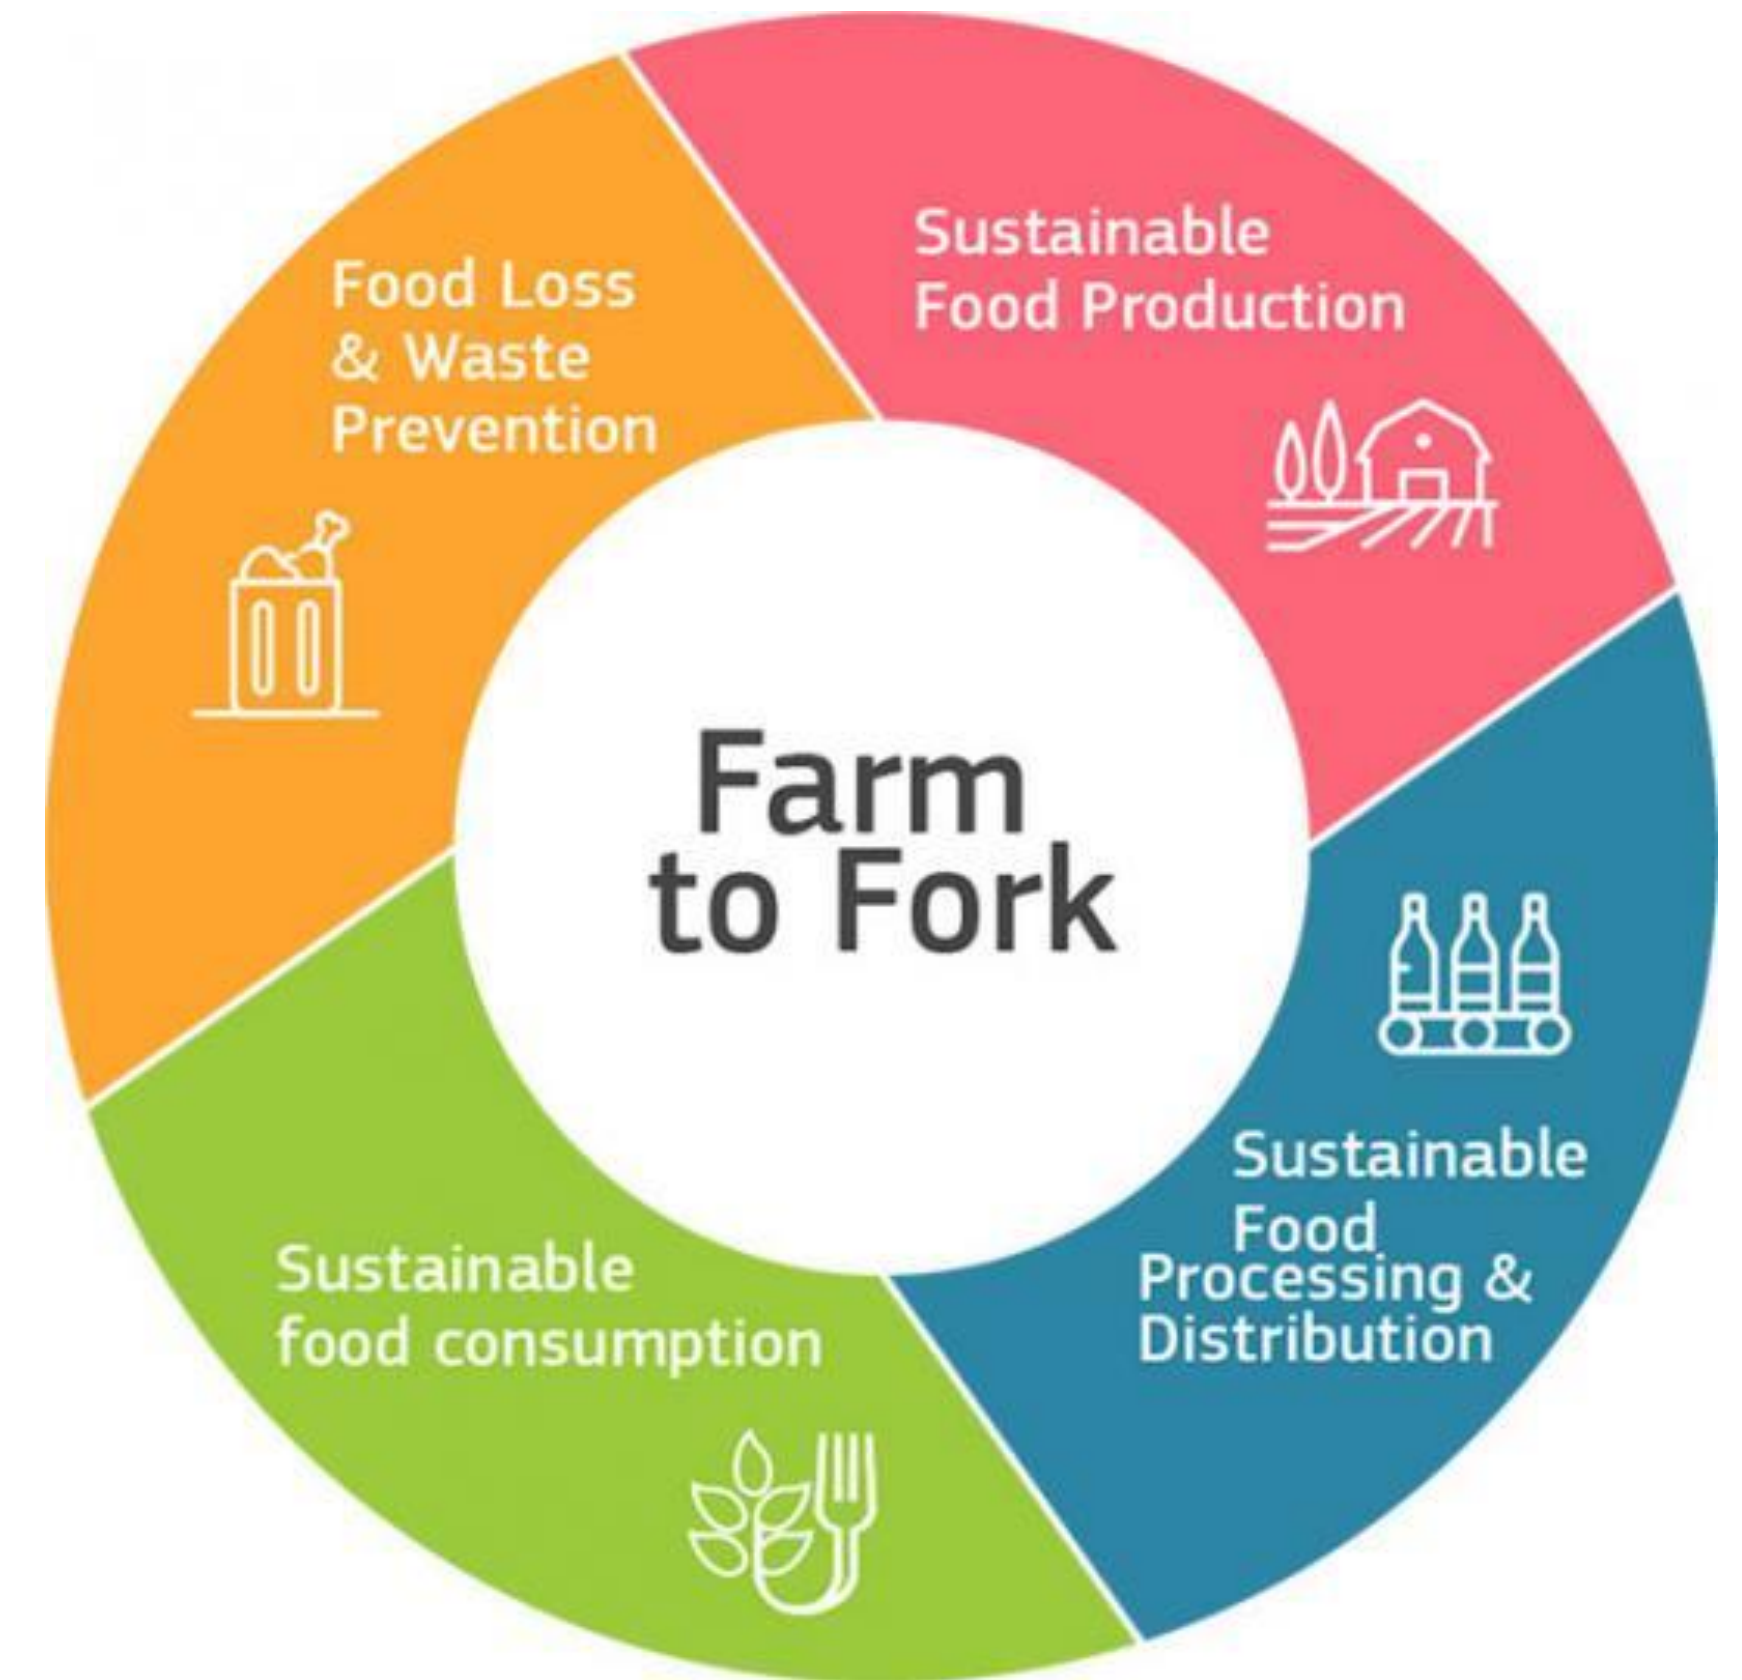 Sustainable
Food Production
Food Loss
& Waste
Prevention
Farm
to Fork
Sustainable
Food
Processing &
Distribution
Sustainable
food consumption